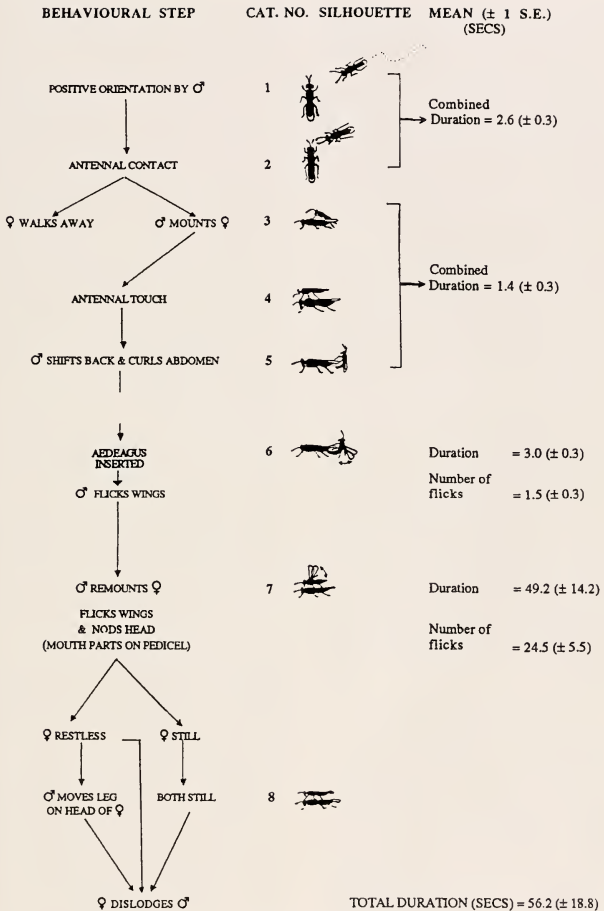 BEHAVIOURAL STEP CAT. NO. SILHOUETTE MEAN (± 1 S.E.)
(SECS)
POSITIVE ORIENTATION BY ♂ 1
Combined
Duration = 2.6 (± 0.3)
ANTENNAL CONTACT 2
♀ WALKS AWAY ♂ MOUNTS ♀ 3
Combined
Duration = 1.4 (± 0.3)
ANTENNAL TOUCH 4
♂ SHIFTS BACK & CURLS ABDOMEN 5
AEDEAGUS 6 Duration = 3.0 (± 0.3)
INSERTED
Number of
♂ FLICKS WINGS flicks = 1.5 (± 0.3)
♂ REMOUNTS ♀ 7 Duration = 49.2 (± 14.2)
FLICKS WINGS
& NODS HEAD Number of
(MOUTH PARTS ON PEDICEL) flicks = 24.5 (± 5.5)
♀ RESTLESS ♀ STILL
♂ MOVES LEG BOTH STILL 8
ON HEAD OF ♀
♀ DISLODGES ♂ TOTAL DURATION (SECS) = 56.2 (± 18.8)